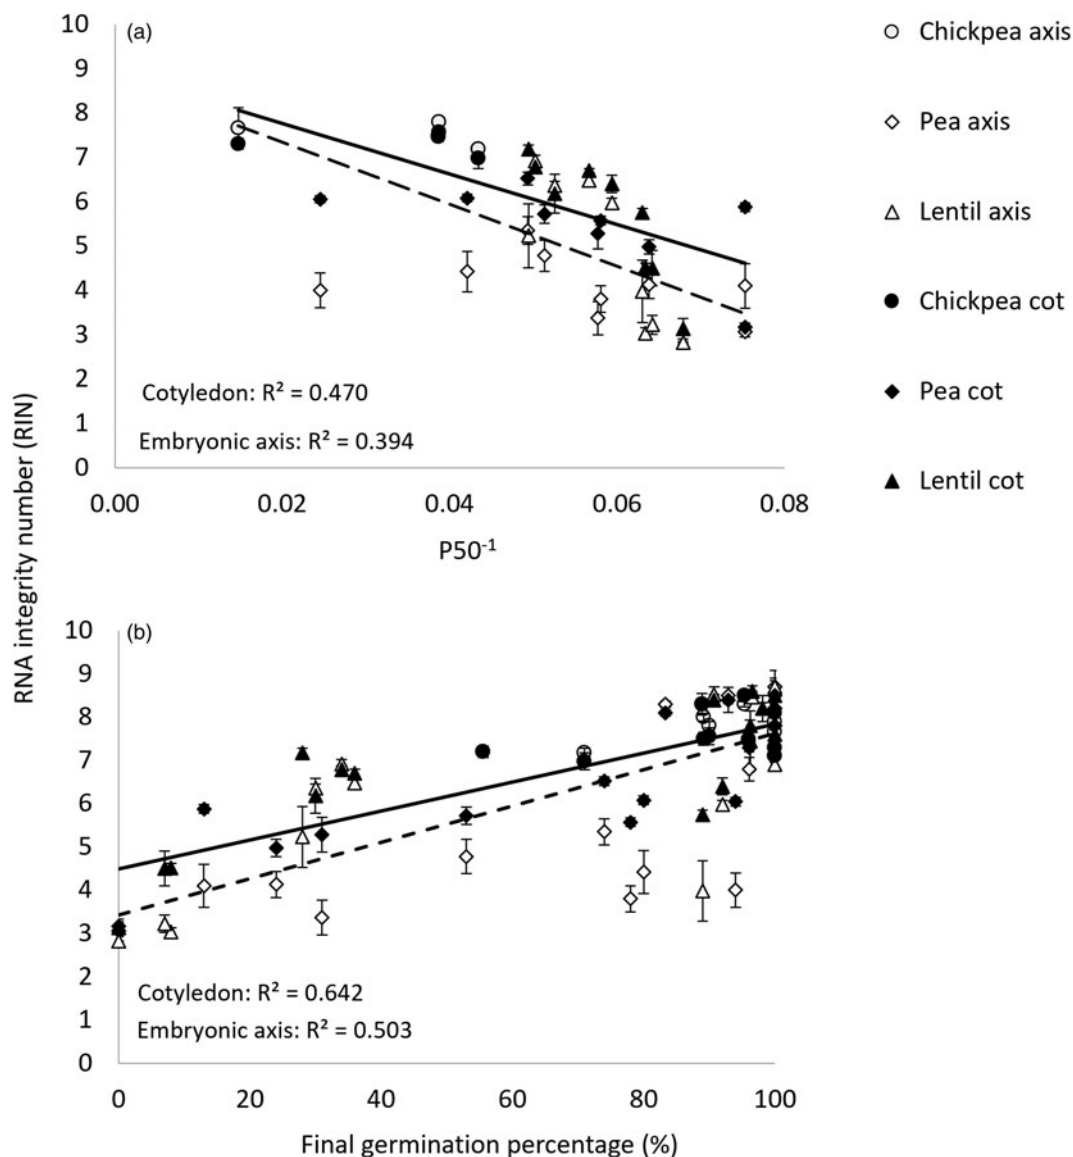 10
(a)
9
8
7
6
5
4
3
2
1
0
Cotyledon: R² = 0.470
Embryonic axis: R² = 0.394
0.00 0.02 0.04 0.06 0.08
P50⁻¹
Chickpea axis
Pea axis
Lentil axis
Chickpea cot
Pea cot
Lentil cot
RNA integrity number (RIN)
10
(b)
9
8
7
6
5
4
3
2
1
0
Cotyledon: R² = 0.642
Embryonic axis: R² = 0.503
0 20 40 60 80 100
Final germination percentage (%)